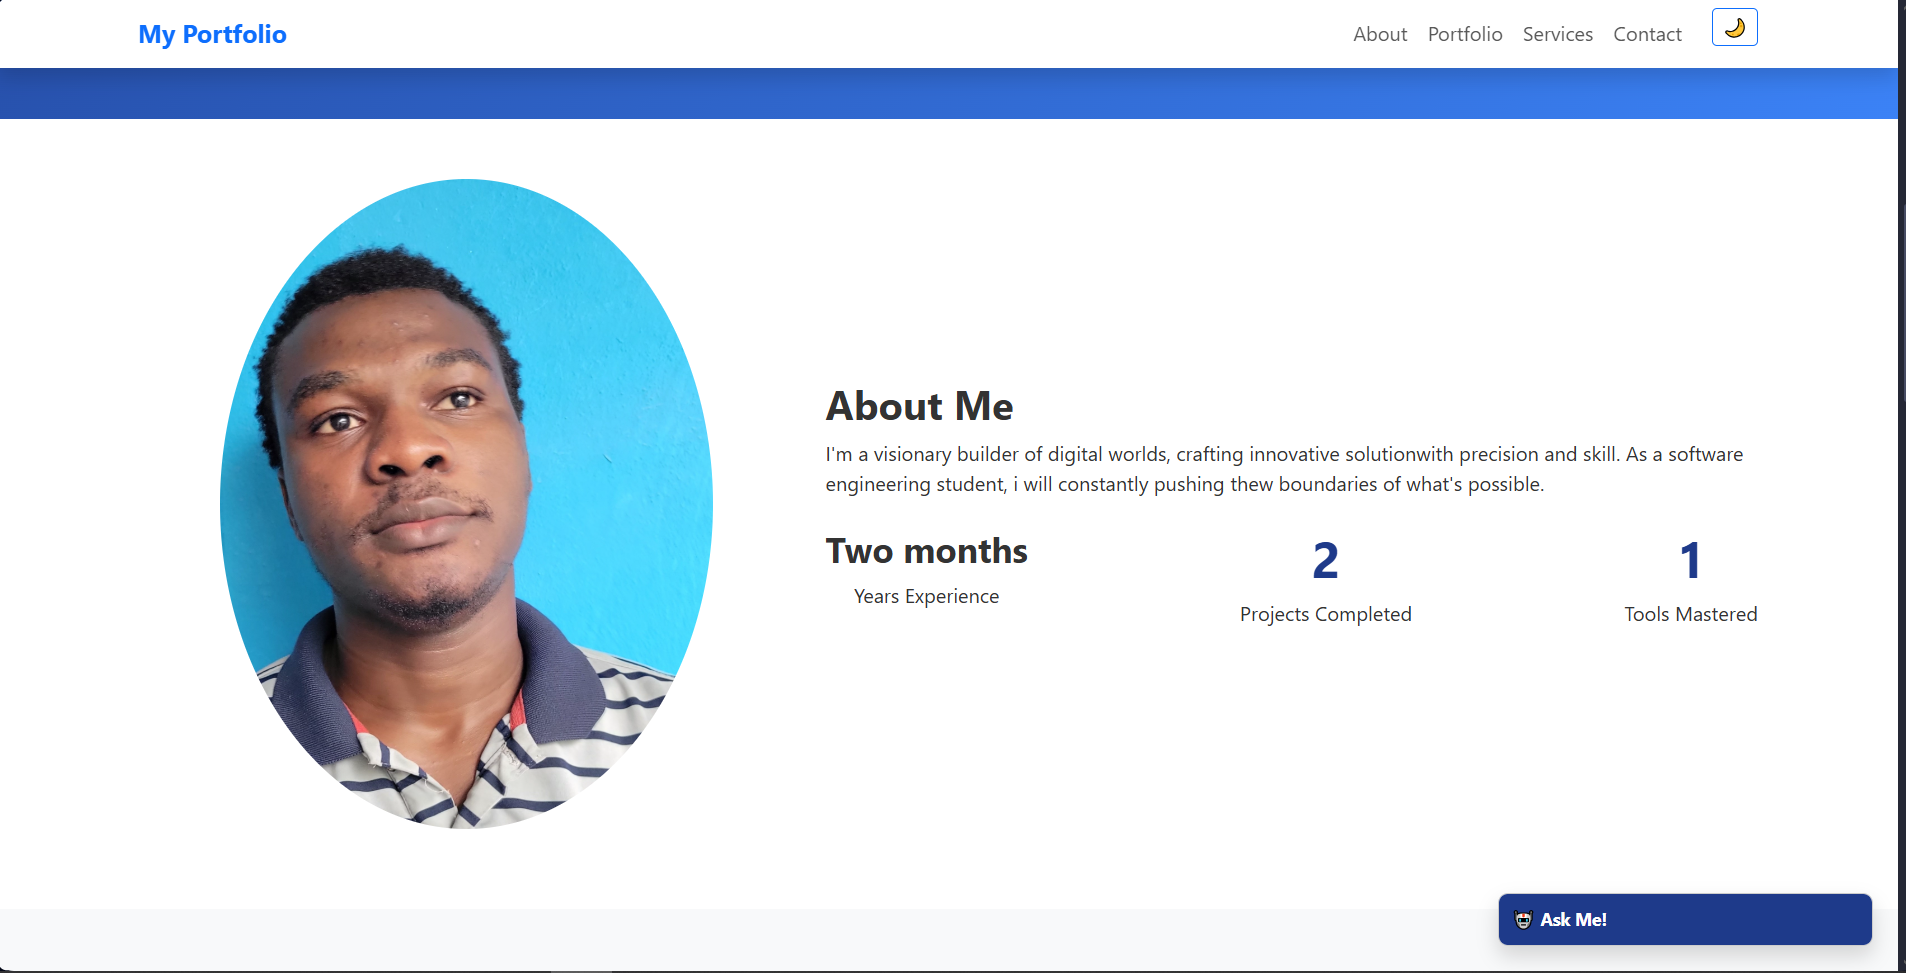 My Portfolio
About Portfolio Services Contact
About Me
I'm a visionary builder of digital worlds, crafting innovative solutionwith precision and skill. As a software
engineering student, i will constantly pushing thew boundaries of what's possible.
Two months
Years Experience
2
Projects Completed
1
Tools Mastered
Ask Me!